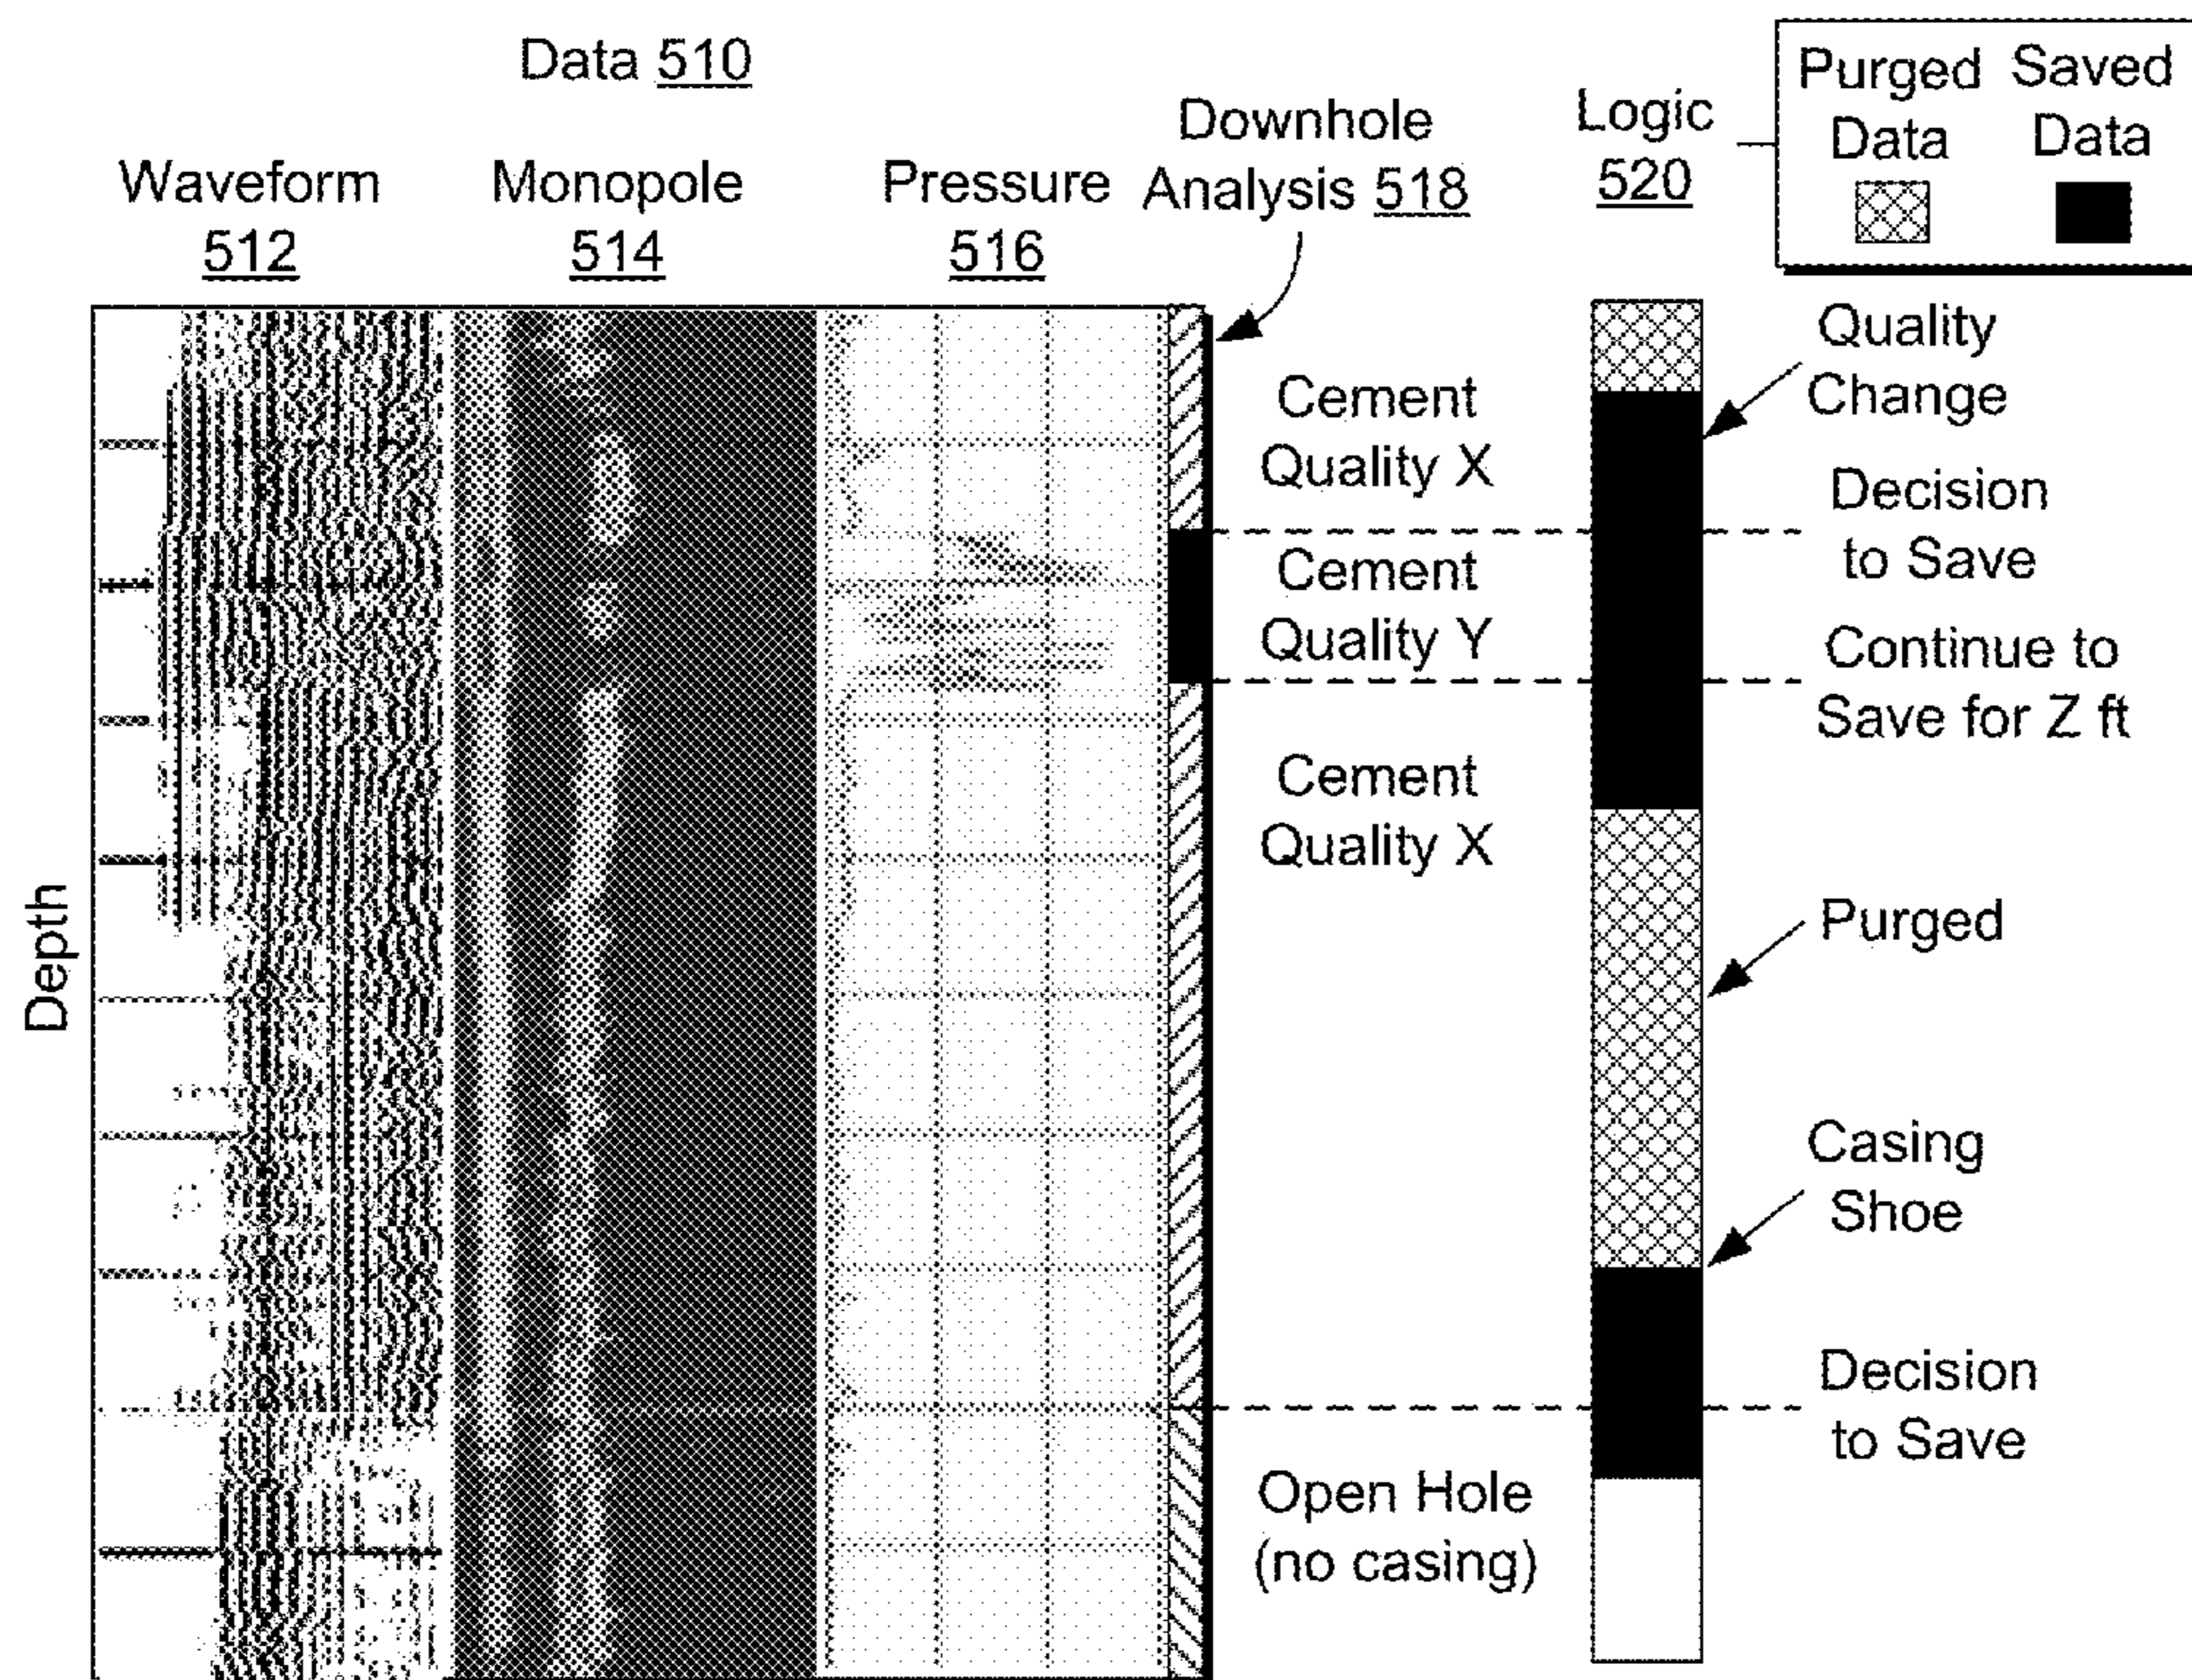 Data 510
Waveform
512
Monopole
514
Pressure
516
Downhole
Analysis 518
Logic
520
Purged
Data
Saved
Data
Depth
Cement
Quality X
Cement
Quality Y
Cement
Quality X
Open Hole
(no casing)
Quality
Change
Decision
to Save
Continue to
Save for Z ft
Purged
Casing
Shoe
Decision
to Save